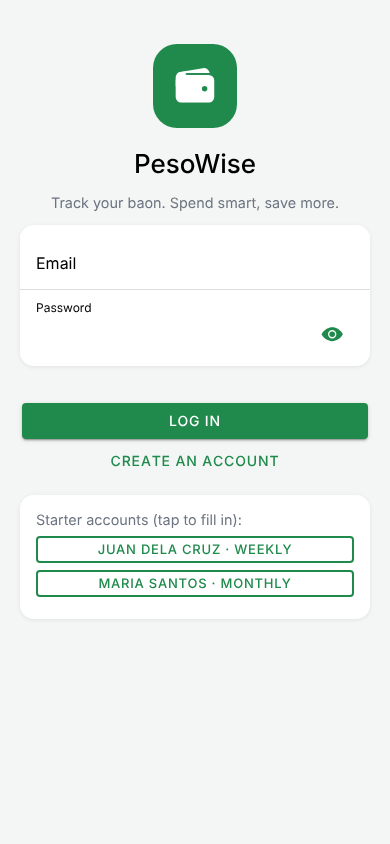 PesoWise
Track your baon. Spend smart, save more.
Email
Password
LOG IN
CREATE AN ACCOUNT
Starter accounts (tap to fill in):
JUAN DELA CRUZ · WEEKLY
MARIA SANTOS · MONTHLY